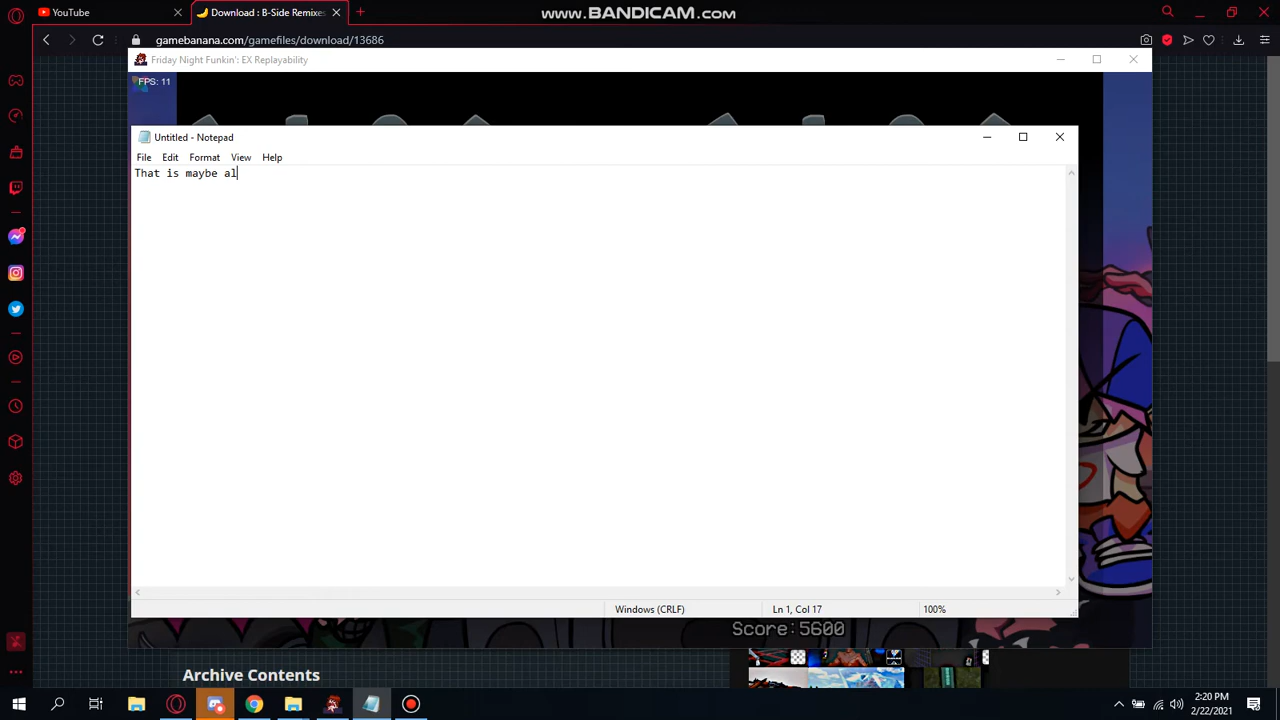 YouTube
Download : B-Side Remixes
www.BANDICAM.com
gamebanana.com/gamefiles/download/13686
Friday Night Funkin': EX Replayability
FPS: 11
Untitled - Notepad
File Edit Format View Help
That is maybe al
Windows (CRLF)
Ln 1, Col 17
100%
Score:5600
Archive Contents
2:20 PM
2/22/2021